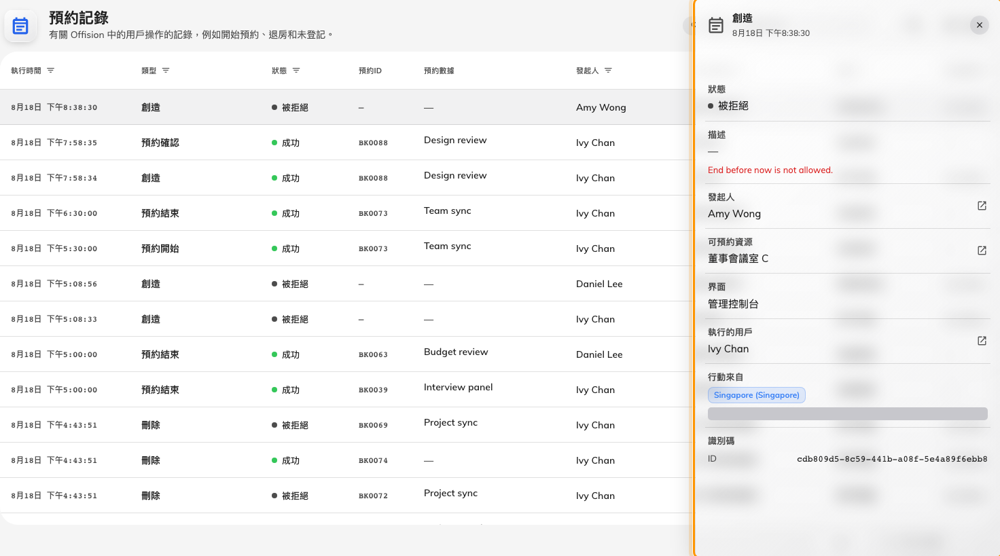 預約記錄
有關 Offision 中的用戶操作的記錄，例如開始預約、退房和未登記。
執行時間 類型 狀態 預約ID 預約數據 發起人
8月18日 下午8:38:30 創造 被拒絕 — — Amy Wong
8月18日 下午7:58:35 預約確認 成功 BK0088 Design review Ivy Chan
8月18日 下午7:58:34 創造 成功 BK0088 Design review Ivy Chan
8月18日 下午6:30:00 預約結束 成功 BK0073 Team sync Ivy Chan
8月18日 下午5:30:00 預約開始 成功 BK0073 Team sync Ivy Chan
8月18日 下午5:08:56 創造 被拒絕 — — Daniel Lee
8月18日 下午5:08:33 創造 被拒絕 — — Ivy Chan
8月18日 下午5:00:00 預約結束 成功 BK0063 Budget review Daniel Lee
8月18日 下午5:00:00 預約結束 成功 BK0039 Interview panel Ivy Chan
8月18日 下午4:43:51 刪除 被拒絕 BK0069 Project sync Ivy Chan
8月18日 下午4:43:51 刪除 成功 BK0074 — Ivy Chan
8月18日 下午4:43:51 刪除 被拒絕 BK0072 Project sync Ivy Chan
創造
8月18日 下午8:38:30
狀態
被拒絕
描述
—
End before now is not allowed.
發起人
Amy Wong
可預約資源
董事會議室 C
界面
管理控制台
執行的用戶
Ivy Chan
行動來自
Singapore (Singapore)
識別碼
ID cdb809d5-8c59-441b-a08f-5e4a89f6ebb8